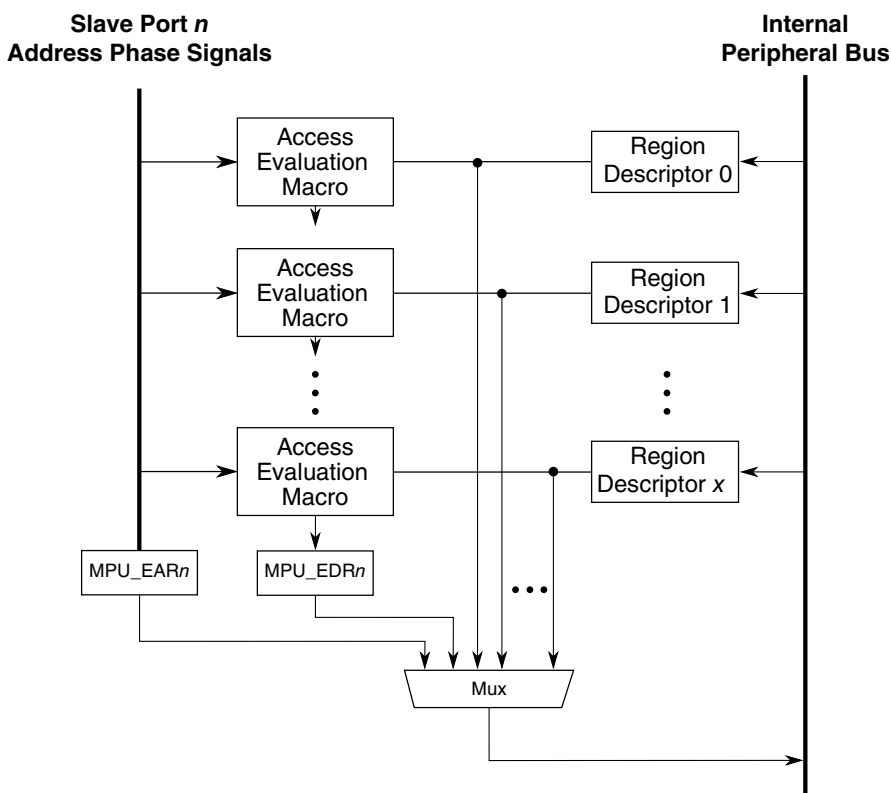 Slave Port n
Address Phase Signals
Internal
Peripheral Bus
Access
Evaluation
Macro
Region
Descriptor 0
Access
Evaluation
Macro
Region
Descriptor 1
Access
Evaluation
Macro
Region
Descriptor x
MPU_EARn
MPU_EDRn
Mux